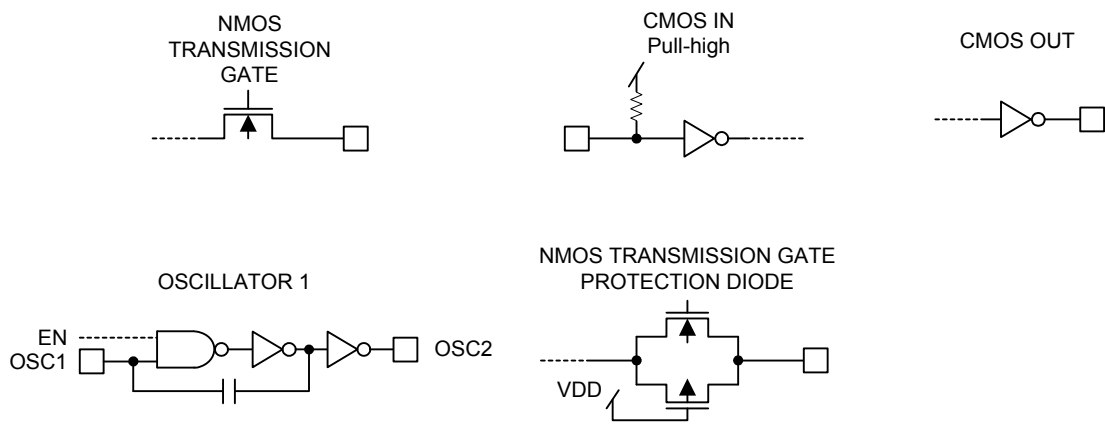 NMOS
TRANSMISSION
GATE
CMOS IN
Pull-high
CMOS OUT
OSCILLATOR 1
EN
OSC1
OSC2
NMOS TRANSMISSION GATE
PROTECTION DIODE
VDD